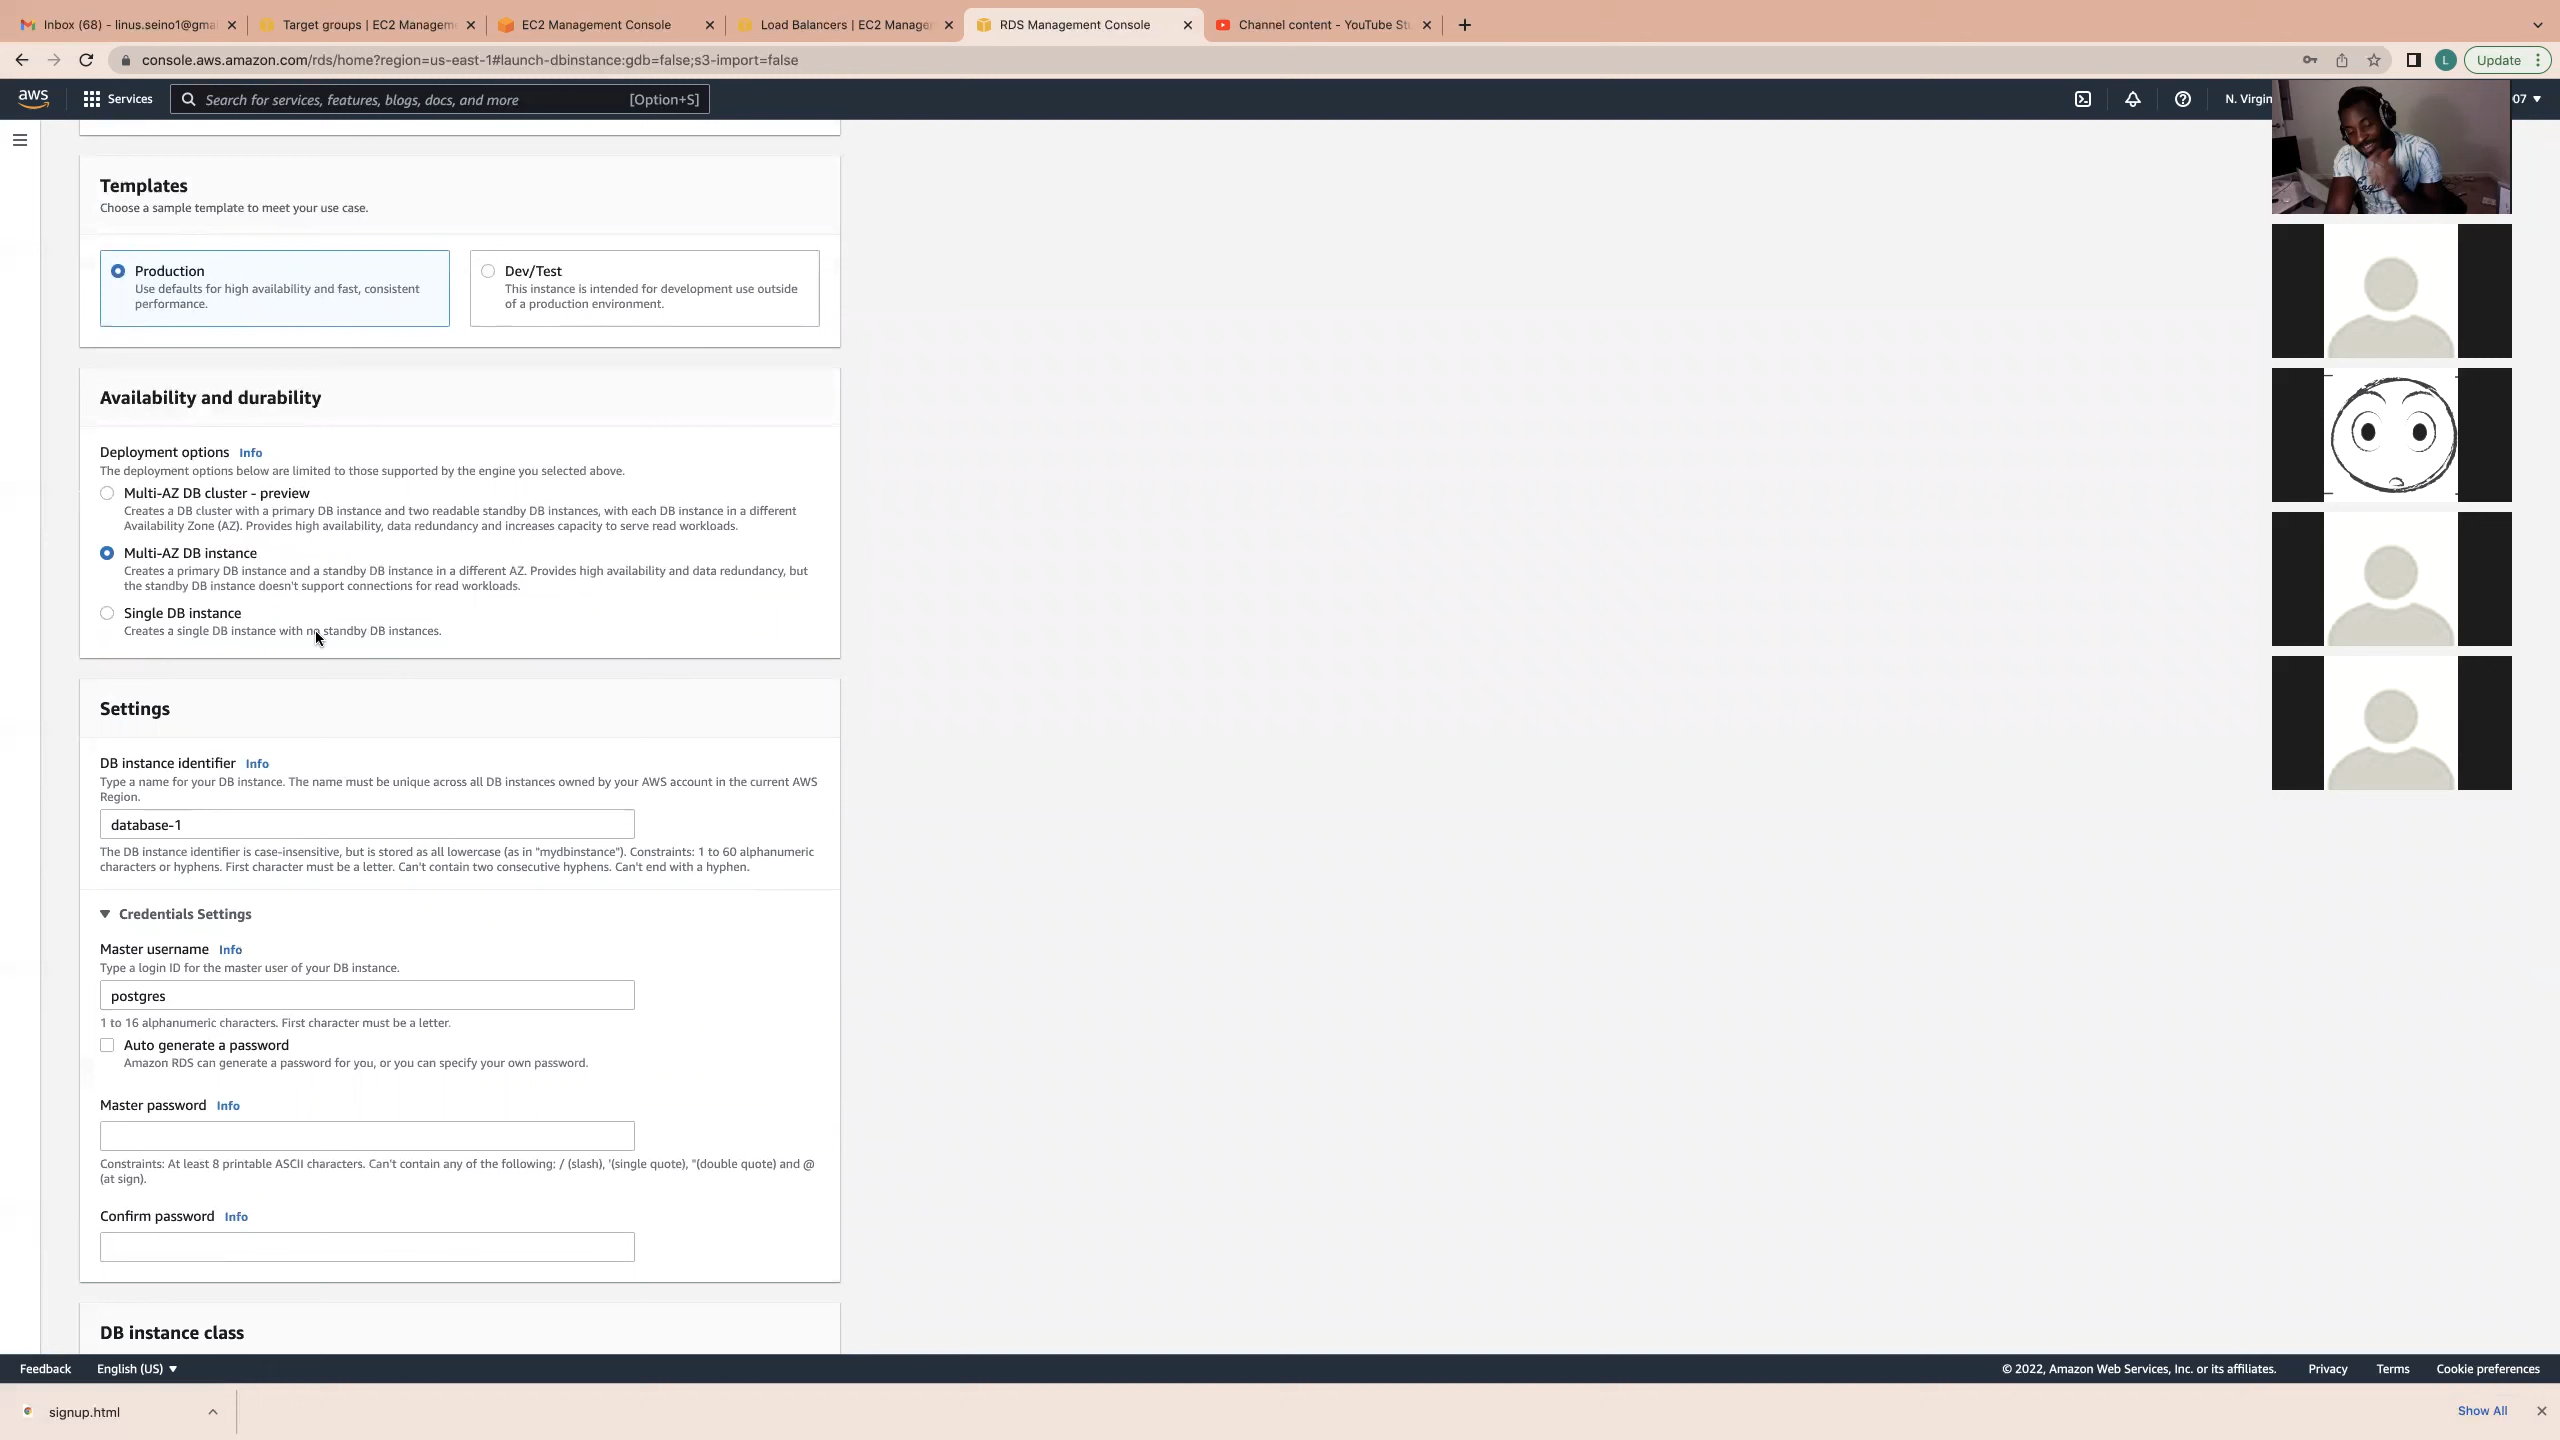 Inbox (68) - linus.seino1@gma
Target groups | EC2 Managem
EC2 Management Console
Load Balancers | EC2 Manage
RDS Management Console
Channel content - YouTube St
console.aws.amazon.com/rds/home?region=us-east-1#launch-dbinstance:gdb=false;s3-import=false
L
Update
aws
Services
Search for services, features, blogs, docs, and more
[Option+S]
N. Virgin
07
Templates
Choose a sample template to meet your use case.
Production
Use defaults for high availability and fast, consistent
performance.
Dev/Test
This instance is intended for development use outside
of a production environment.
Availability and durability
Deployment options Info
The deployment options below are limited to those supported by the engine you selected above.
Multi-AZ DB cluster - preview
Creates a DB cluster with a primary DB instance and two readable standby DB instances, with each DB instance in a different
Availability Zone (AZ). Provides high availability, data redundancy and increases capacity to serve read workloads.
Multi-AZ DB instance
Creates a primary DB instance and a standby DB instance in a different AZ. Provides high availability and data redundancy, but
the standby DB instance doesn't support connections for read workloads.
Single DB instance
Creates a single DB instance with no standby DB instances.
Settings
DB instance identifier Info
Type a name for your DB instance. The name must be unique across all DB instances owned by your AWS account in the current AWS
Region.
database-1
The DB instance identifier is case-insensitive, but is stored as all lowercase (as in "mydbinstance"). Constraints: 1 to 60 alphanumeric
characters or hyphens. First character must be a letter. Can't contain two consecutive hyphens. Can't end with a hyphen.
Credentials Settings
Master username Info
Type a login ID for the master user of your DB instance.
postgres
1 to 16 alphanumeric characters. First character must be a letter.
Auto generate a password
Amazon RDS can generate a password for you, or you can specify your own password.
Master password Info
Constraints: At least 8 printable ASCII characters. Can't contain any of the following: / (slash), '(single quote), "(double quote) and @
(at sign).
Confirm password Info
DB instance class
Feedback
English (US)
© 2022, Amazon Web Services, Inc. or its affiliates.
Privacy
Terms
Cookie preferences
signup.html
Show All